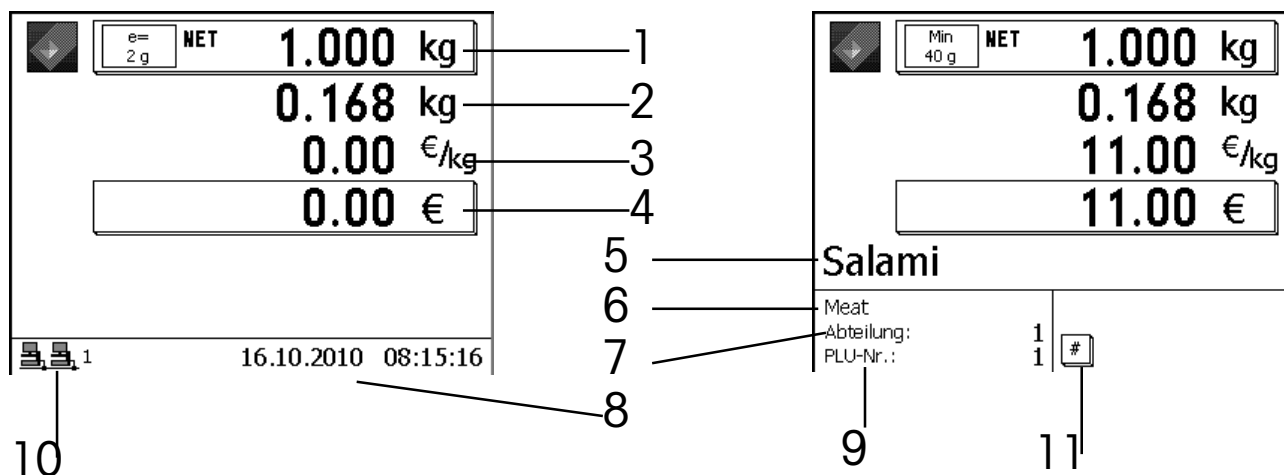 e=
2 g
NET 1.000 kg
0.168 kg
0.00 €/kg
0.00 €
1 16.10.2010 08:15:16
1
2
3
4
5
6
7
8
10
Min
40 g
NET 1.000 kg
0.168 kg
11.00 €/kg
11.00 €
Salami
Meat
Abteilung: 1
PLU-Nr.: 1
#
9
11